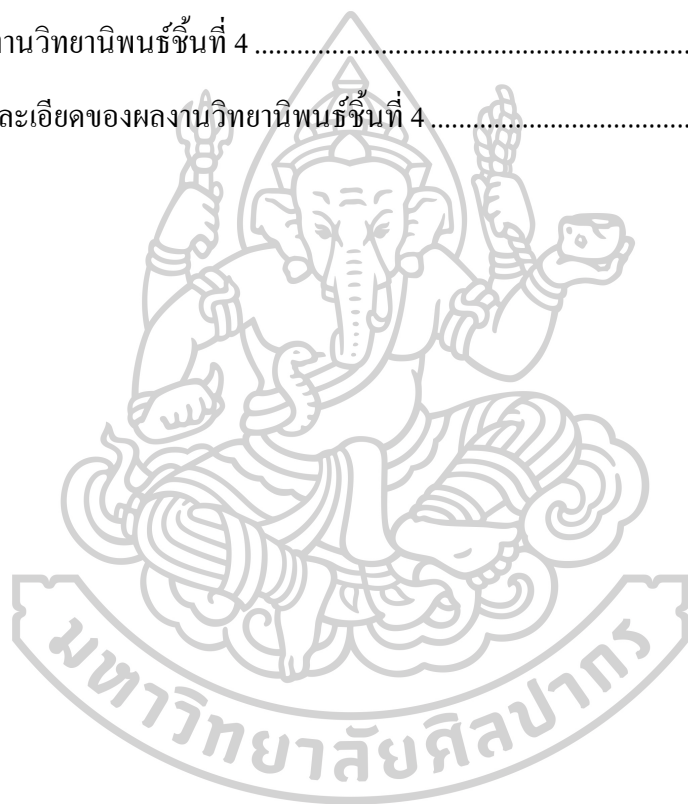 งานวิทยานิพนธ์ชิ้นที่ 4 ........................................................................
ละเอียดของผลงานวิทยานิพนธ์ชิ้นที่ 4 ...........................................
มหาวิทยาลัยศิลปากร